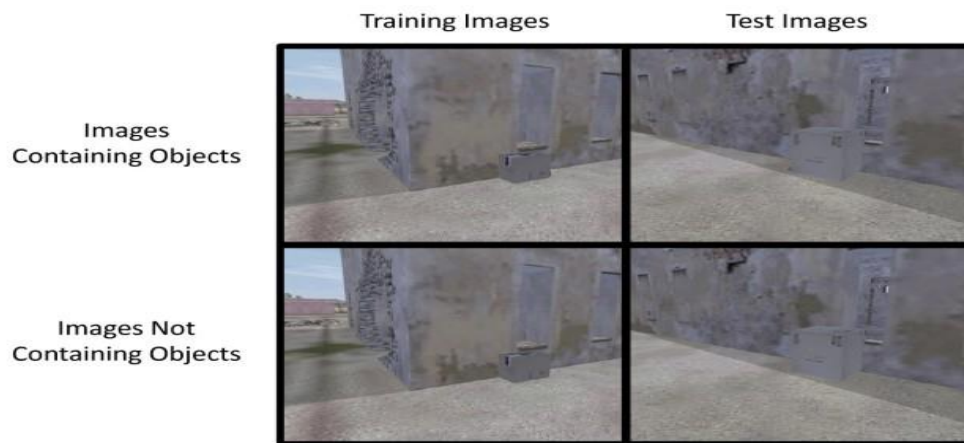 Training Images
Test Images
Images
Containing Objects
Images Not
Containing Objects